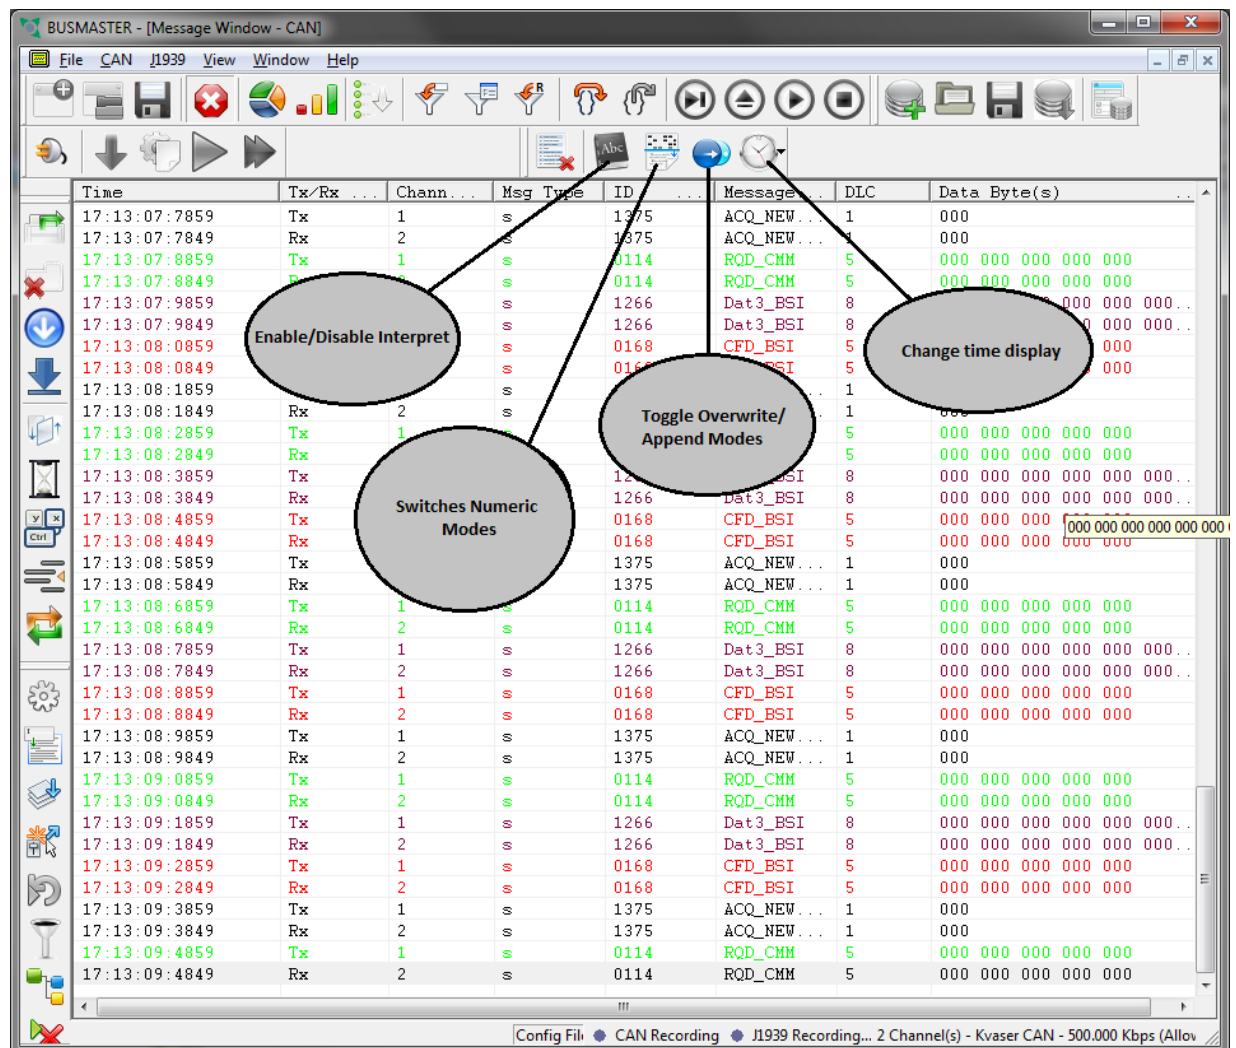 BUSMASTER - [Message Window - CAN]
File CAN J1939 View Window Help
R
Abc
Time Tx/Rx ... Chann... Msg Type ID ... Message... DLC Data Byte(s) ..
17:13:07:7859 Tx 1 s 1375 ACQ_NEW... 1 000
17:13:07:7849 Rx 2 s 1375 ACQ_NEW... 1 000
17:13:07:8859 Tx 1 s 0114 RQD_CMM 5 000 000 000 000 000
17:13:07:8849 s 0114 RQD_CMM 5 000 000 000 000 000
17:13:07:9859 s 1266 Dat3_BSI 8 000 000 000...
17:13:07:9849 s 1266 Dat3_BSI 8 000 000...
17:13:08:0859 s 0168 CFD_BSI 5 000
17:13:08:0849 s 5 000
17:13:08:1859 s 1
17:13:08:1849 Rx 2 s 1
17:13:08:2859 Tx 1 5 000 000 000 000 000
17:13:08:2849 Rx 5 000 000 000 000 000
17:13:08:3859 Tx 8 000 000 000 000 000 000...
17:13:08:3849 Rx 1266 Dat3_BSI 8 000 000 000 000 000 000...
17:13:08:4859 Tx 0168 CFD_BSI 5 000 000 000
17:13:08:4849 Rx 0168 CFD_BSI 5 000 000 000 000 000
17:13:08:5859 Tx 1375 ACQ_NEW... 1 000
17:13:08:5849 Rx 1375 ACQ_NEW... 1 000
17:13:08:6859 Tx 1 s 0114 RQD_CMM 5 000 000 000 000 000
17:13:08:6849 Rx 2 s 0114 RQD_CMM 5 000 000 000 000 000
17:13:08:7859 Tx 1 s 1266 Dat3_BSI 8 000 000 000 000 000 000...
17:13:08:7849 Rx 2 s 1266 Dat3_BSI 8 000 000 000 000 000 000...
17:13:08:8859 Tx 1 s 0168 CFD_BSI 5 000 000 000 000 000
17:13:08:8849 Rx 2 s 0168 CFD_BSI 5 000 000 000 000 000
17:13:08:9859 Tx 1 s 1375 ACQ_NEW... 1 000
17:13:08:9849 Rx 2 s 1375 ACQ_NEW... 1 000
17:13:09:0859 Tx 1 s 0114 RQD_CMM 5 000 000 000 000 000
17:13:09:0849 Rx 2 s 0114 RQD_CMM 5 000 000 000 000 000
17:13:09:1859 Tx 1 s 1266 Dat3_BSI 8 000 000 000 000 000 000...
17:13:09:1849 Rx 2 s 1266 Dat3_BSI 8 000 000 000 000 000 000...
17:13:09:2859 Tx 1 s 0168 CFD_BSI 5 000 000 000 000 000
17:13:09:2849 Rx 2 s 0168 CFD_BSI 5 000 000 000 000 000
17:13:09:3859 Tx 1 s 1375 ACQ_NEW... 1 000
17:13:09:3849 Rx 2 s 1375 ACQ_NEW... 1 000
17:13:09:4859 Tx 1 s 0114 RQD_CMM 5 000 000 000 000 000
17:13:09:4849 Rx 2 s 0114 RQD_CMM 5 000 000 000 000 000
Enable/Disable Interpret
Change time display
Toggle Overwrite/
Append Modes
Switches Numeric
Modes
000 000 000 000 000 000
Y X
Ctrl
Config File CAN Recording J1939 Recording... 2 Channel(s) - Kvaser CAN - 500.000 Kbps (Allow